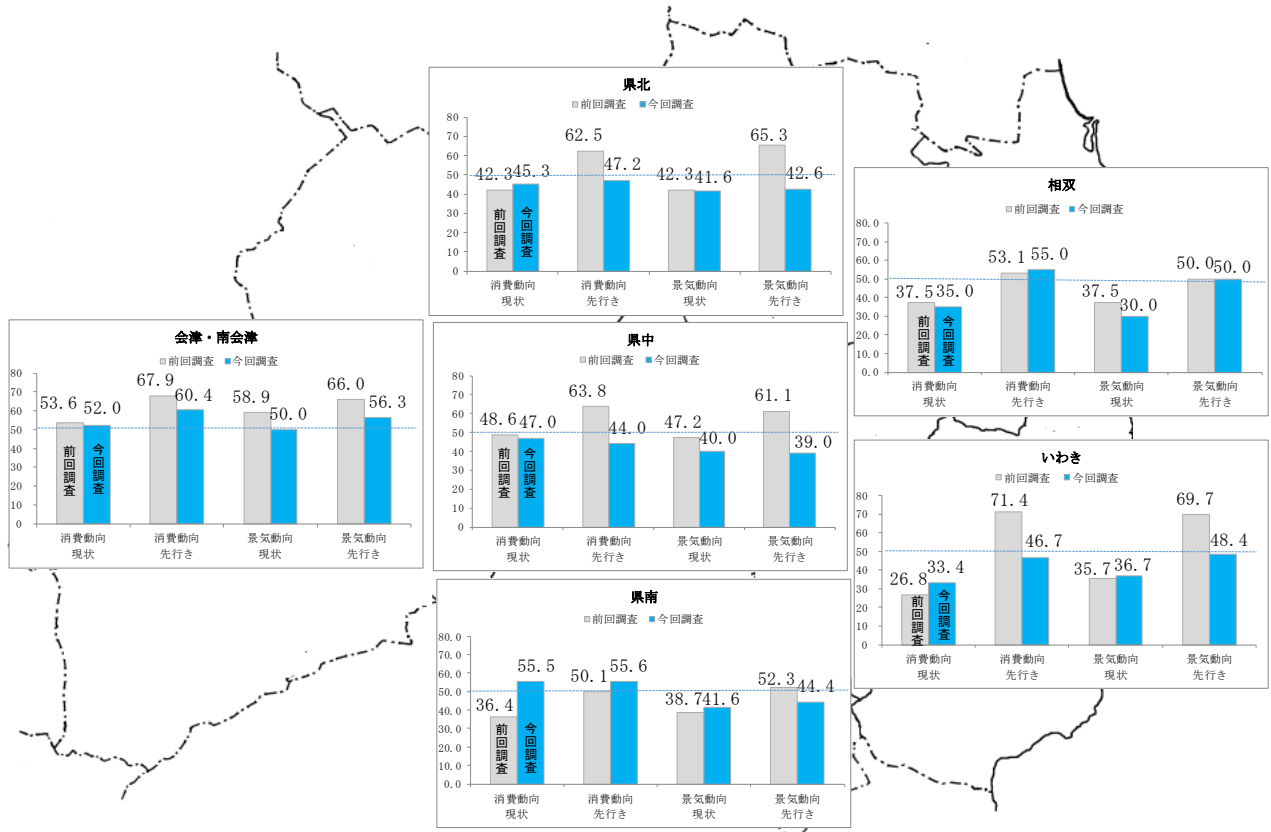 県北
前回調査 今回調査
80
70
60
50
40
30
20
10
0
42.3 45.3 62.5 47.2 42.3 41.6 65.3 42.6
前回調査 今回調査
消費動向 消費動向 景気動向 景気動向
現状 先行き 現状 先行き
相双
前回調査 今回調査
80.0
70.0
60.0
50.0
40.0
30.0
20.0
10.0
0.0
37.5 35.0 53.1 55.0 37.5 30.0 50.0 50.0
前回調査 今回調査
消費動向 消費動向 景気動向 景気動向
現状 先行き 現状 先行き
会津・南会津
前回調査 今回調査
80
70
60
50
40
30
20
10
0
53.6 52.0 67.9 60.4 58.9 50.0 66.0 56.3
前回調査 今回調査
消費動向 消費動向 景気動向 景気動向
現状 先行き 現状 先行き
県中
前回調査 今回調査
80
70
60
50
40
30
20
10
0
48.6 47.0 63.8 44.0 47.2 40.0 61.1 39.0
前回調査 今回調査
消費動向 消費動向 景気動向 景気動向
現状 先行き 現状 先行き
いわき
前回調査 今回調査
80
70
60
50
40
30
20
10
0
26.8 33.4 71.4 46.7 35.7 36.7 69.7 48.4
前回調査 今回調査
消費動向 消費動向 景気動向 景気動向
現状 先行き 現状 先行き
県南
前回調査 今回調査
80.0
70.0
60.0
50.0
40.0
30.0
20.0
10.0
0.0
36.4 55.5 50.1 55.6 38.7 41.6 52.3 44.4
前回調査 今回調査
消費動向 消費動向 景気動向 景気動向
現状 先行き 現状 先行き